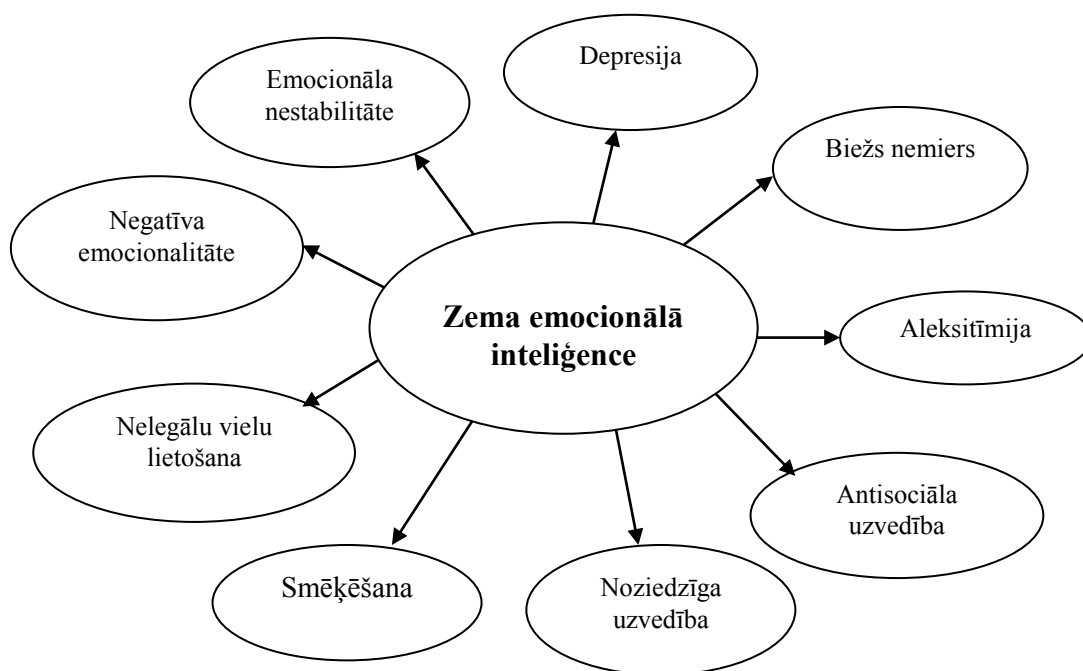 Depresija
Emocionāla
nestabilitāte
Biežs nemiers
Negatīva
emocionalitāte
Zema emocionālā
inteliģence
Aleksitīmija
Nelegālu vielu
lietošana
Antisociāla
uzvedība
Smēķēšana
Noziedzīga
uzvedība